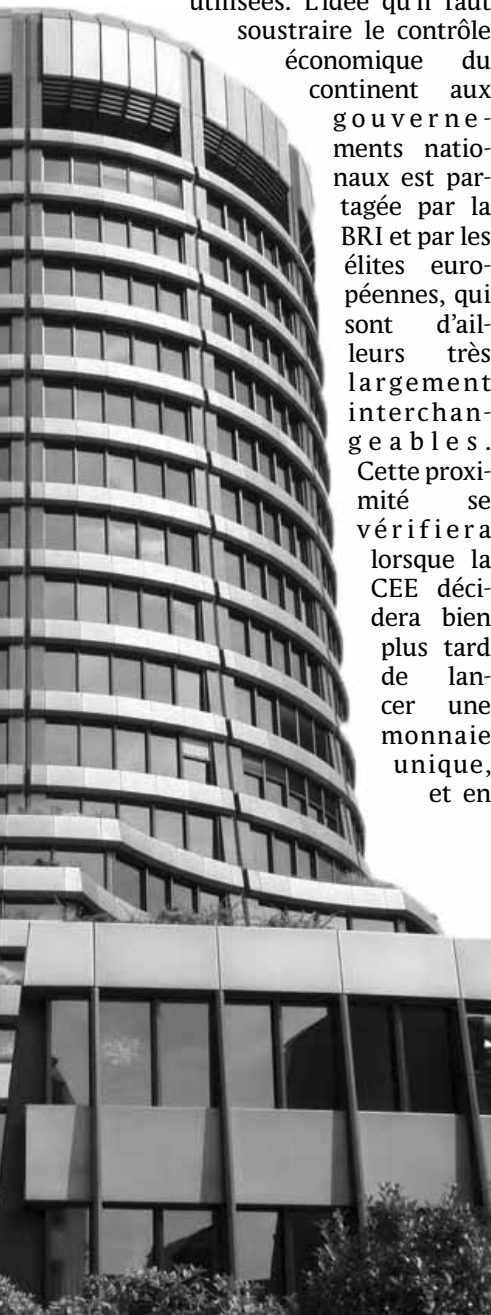 utilisées. L'idée qu'il faut
soustraire le contrôle
économique du
continent aux
gouverne-
ments natio-
naux est par-
tagée par la
BRI et par les
élites euro-
péennes, qui
sont d'ail-
leurs très
largement
interchan-
geables.
Cette proxi-
mité se
vérifiera
lorsque la
CEE déci-
dera bien
plus tard
de lan-
cer une
monnaie
unique,
et en